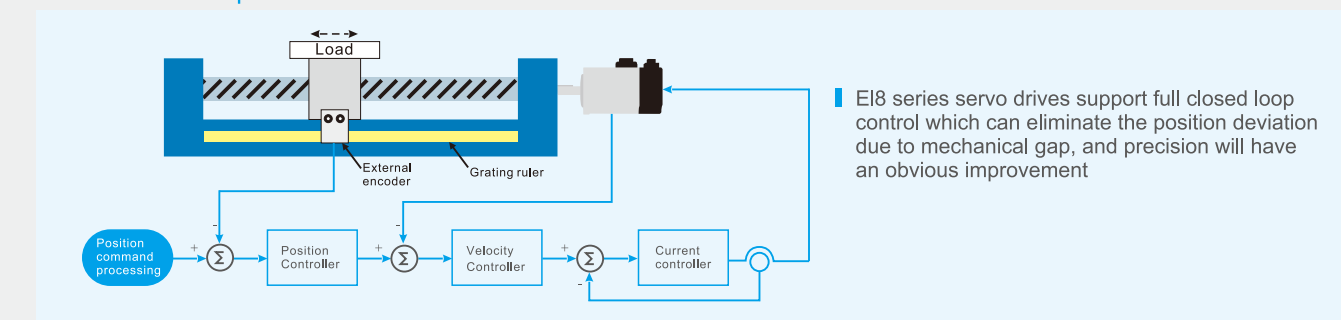 Load
External
encoder
Grating ruler
El8 series servo drives support full closed loop
control which can eliminate the position deviation
due to mechanical gap, and precision will have
an obvious improvement
Position
command
processing
+
-
Σ
Position
Controller
+
-
Σ
Velocity
Controller
+
-
Σ
Current
controller